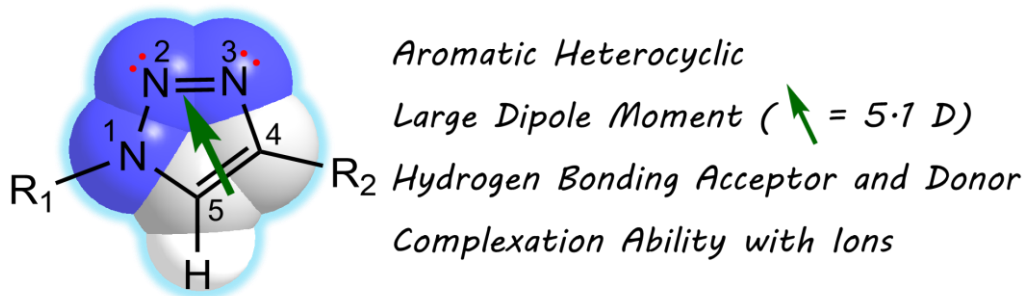 2 3
N N
1
N 4
R1 R2
5
H
Aromatic Heterocyclic
Large Dipole Moment ( = 5·1 D)
Hydrogen Bonding Acceptor and Donor
Complexation Ability with Ions